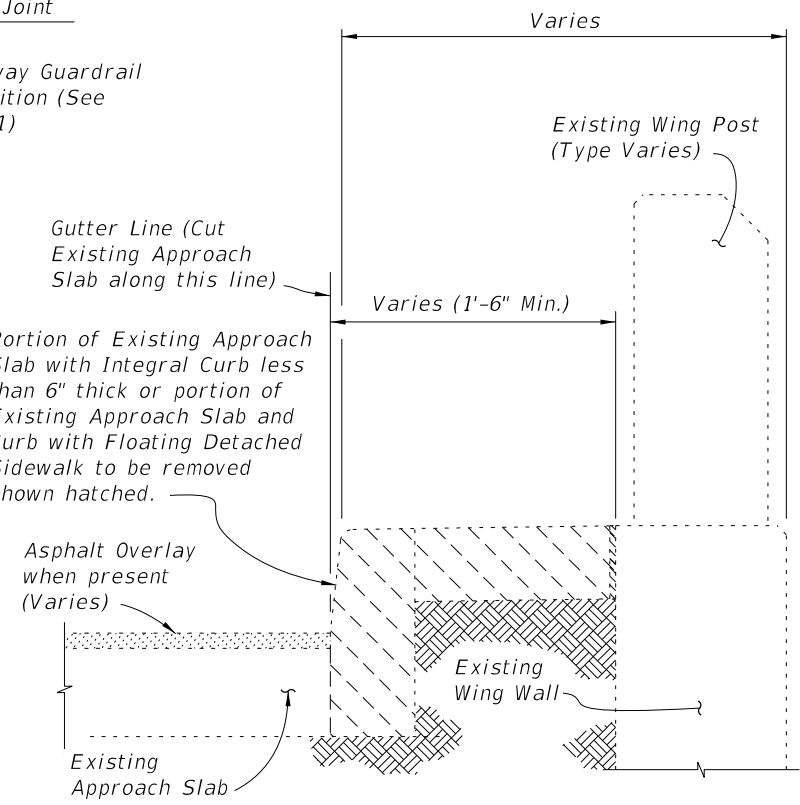 Joint
Varies
Guardrail
(See
1)
Existing Wing Post
(Type Varies)
Gutter Line (Cut
Existing Approach
Slab along this line)
Varies (1'-6" Min.)
Portion of Existing Approach
Slab with Integral Curb less
than 6" thick or portion of
Existing Approach Slab and
Curb with Floating Detached
Sidewalk to be removed
shown hatched.
Asphalt Overlay
when present
(Varies)
Existing
Wing Wall
Existing
Approach Slab